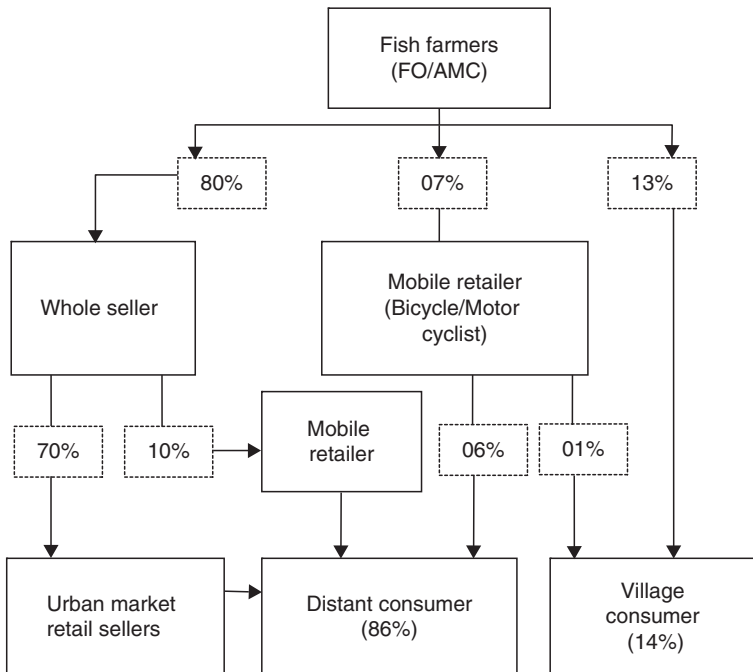 Fish farmers
(FO/AMC)
80%
07%
13%
Whole seller
Mobile retailer
(Bicycle/Motor
cyclist)
70%
10%
Mobile
retailer
06%
01%
Urban market
retail sellers
Distant consumer
(86%)
Village
consumer
(14%)